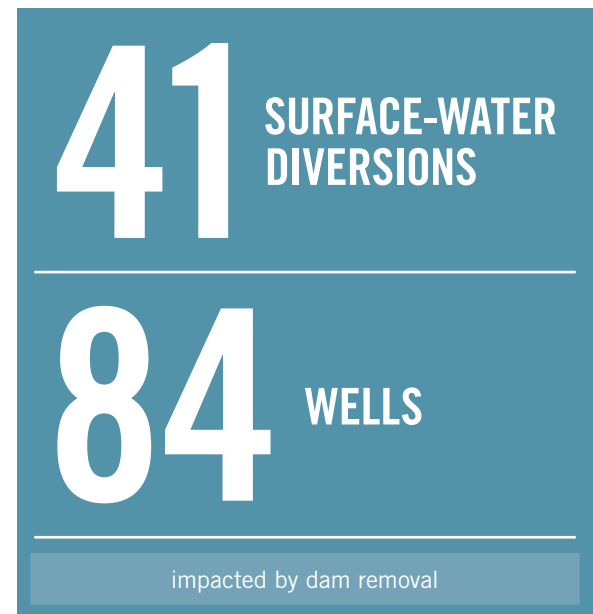 41
SURFACE-WATER
DIVERSIONS
84
WELLS
impacted by dam removal